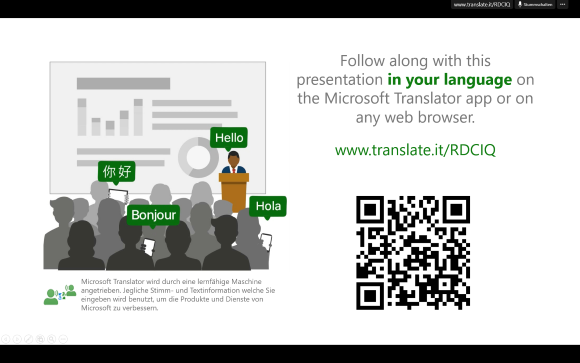 www.translate.it/RDCIQ
Stummschalten
Follow along with this
presentation in your language on
the Microsoft Translator app or on
any web browser.
www.translate.it/RDCIQ
Hello
你好
Bonjour
Hola
Microsoft Translator wird durch eine lernfähige Maschine
angetrieben. Jegliche Stimm- und Textinformation welche Sie
eingeben wird benutzt, um die Produkte und Dienste von
Microsoft zu verbessern.